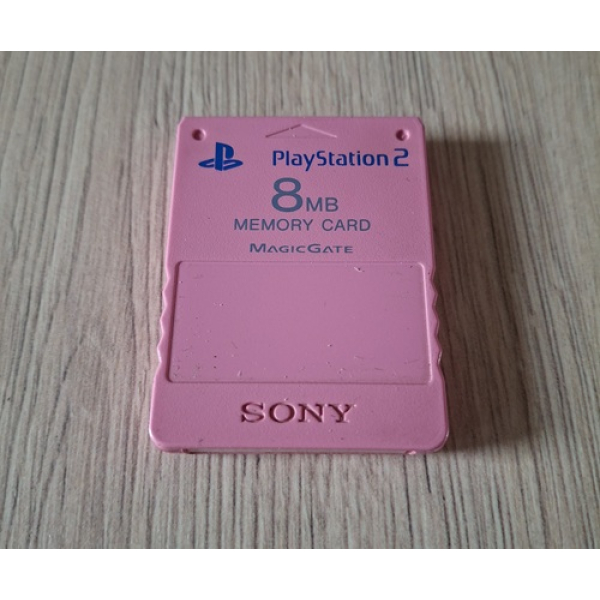 PlayStation 2
8MB
MEMORY CARD
MAGICGATE
SONY